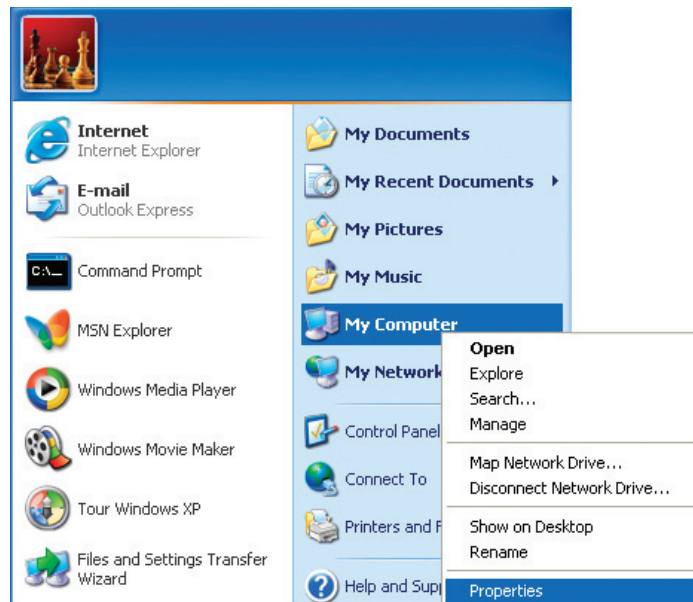 Internet
Internet Explorer
E-mail
Outlook Express
C:\_
Command Prompt
MSN Explorer
Windows Media Player
Windows Movie Maker
Tour Windows XP
Files and Settings Transfer
Wizard
My Documents
My Recent Documents
My Pictures
My Music
My Computer
My Network
Control Panel
Connect To
Printers and F
Help and Sup
Open
Explore
Search...
Manage
Map Network Drive...
Disconnect Network Drive...
Show on Desktop
Rename
Properties